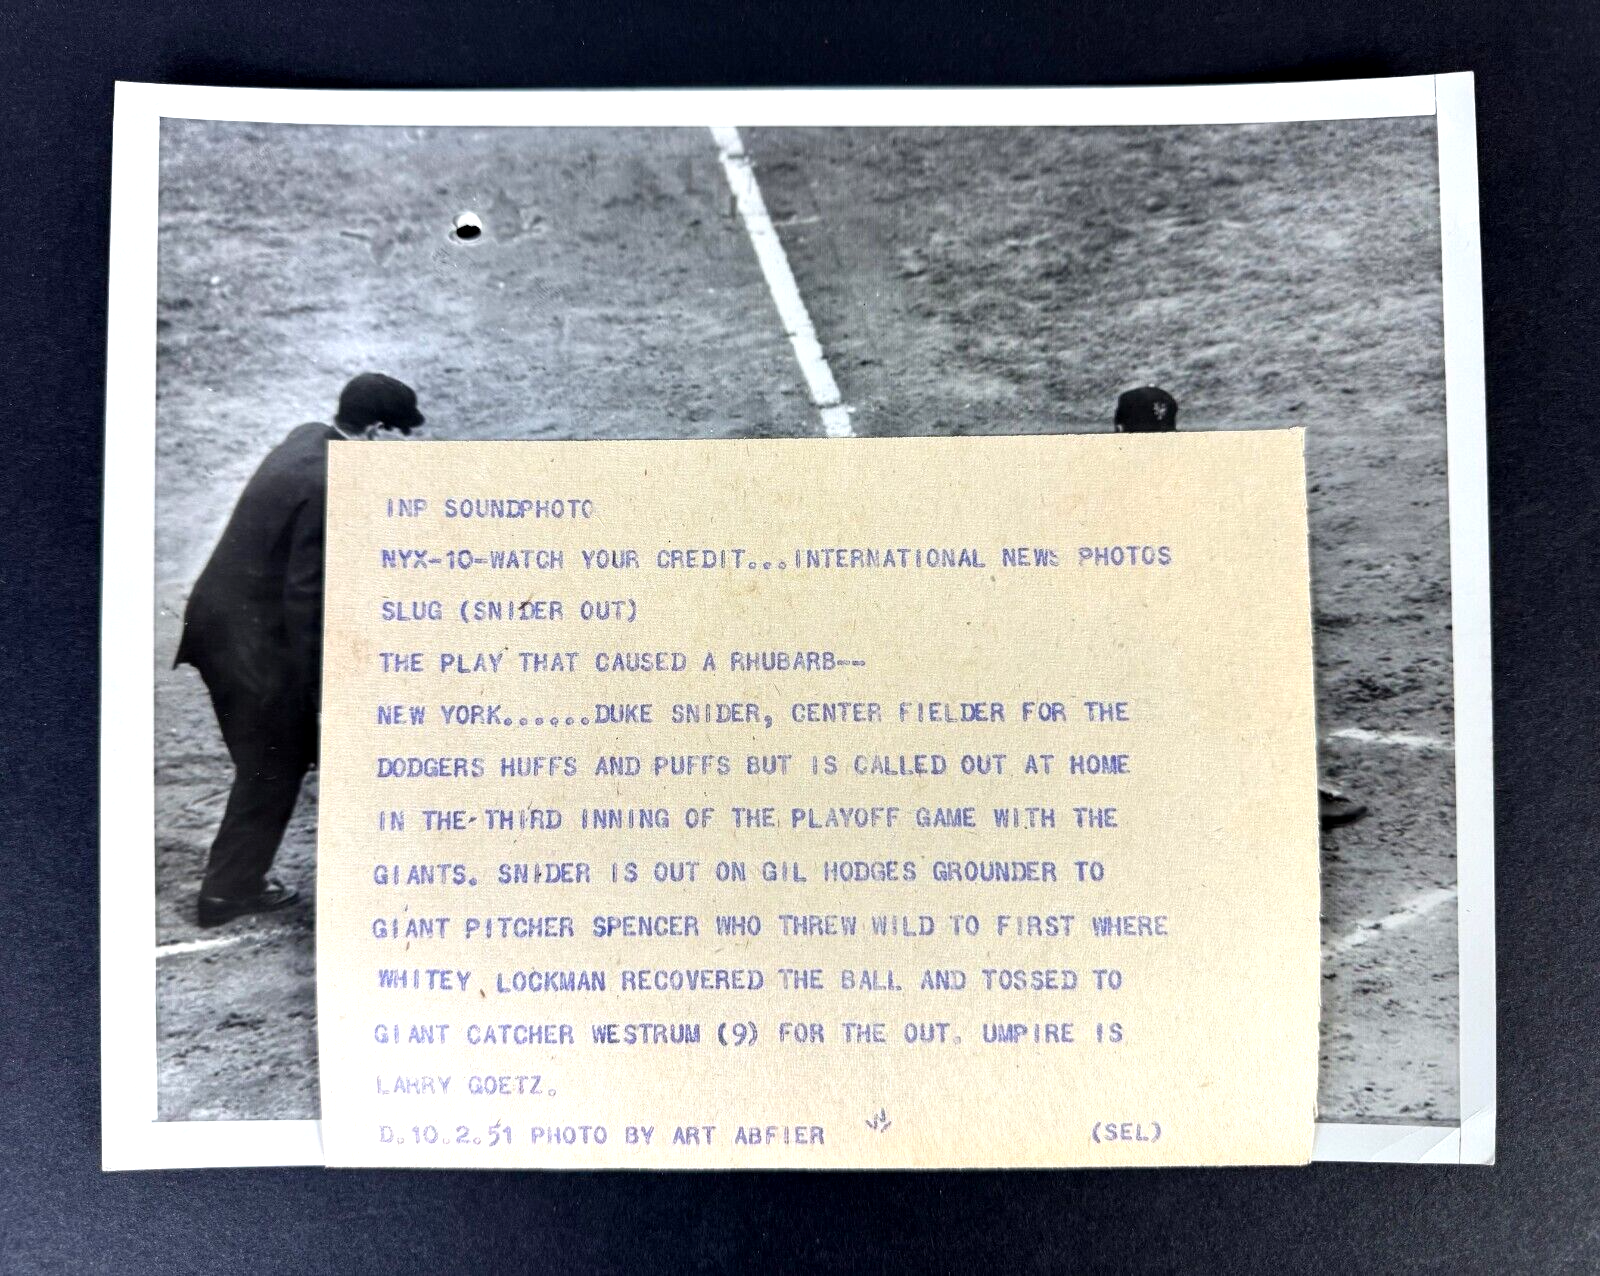 INP SOUNDPHOTO
NYX-10-WATCH YOUR CREDIT...INTERNATIONAL NEWS PHOTOS
SLUG (SNIDER OUT)
THE PLAY THAT CAUSED A RHUBARB--
NEW YORK......DUKE SNIDER, CENTER FIELDER FOR THE
DODGERS HUFFS AND PUFFS BUT IS CALLED OUT AT HOME
IN THE THIRD INNING OF THE PLAYOFF GAME WITH THE
GIANTS. SNIDER IS OUT ON GIL HODGES GROUNDER TO
GIANT PITCHER SPENCER WHO THREW WILD TO FIRST WHERE
WHITEY LOCKMAN RECOVERED THE BALL AND TOSSED TO
GIANT CATCHER WESTRUM (9) FOR THE OUT. UMPIRE IS
LARRY GOETZ.
D.10.2.51 PHOTO BY ART ABFIER (SEL)